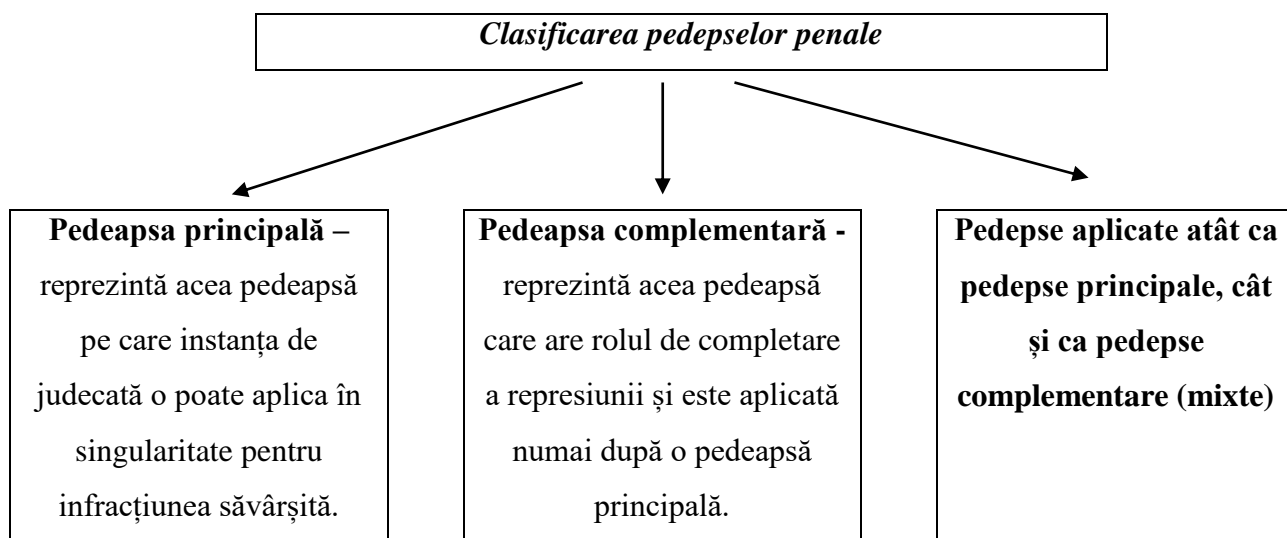 Clasificarea pedepselor penale
Pedeapsa principală –
reprezintă acea pedeapsă
pe care instanța de
judecată o poate aplica în
singularitate pentru
infracțiunea săvârșită.
Pedeapsa complementară -
reprezintă acea pedeapsă
care are rolul de completare
a represiunii și este aplicată
numai după o pedeapsă
principală.
Pedepse aplicate atât ca
pedepse principale, cât
și ca pedepse
complementare (mixte)